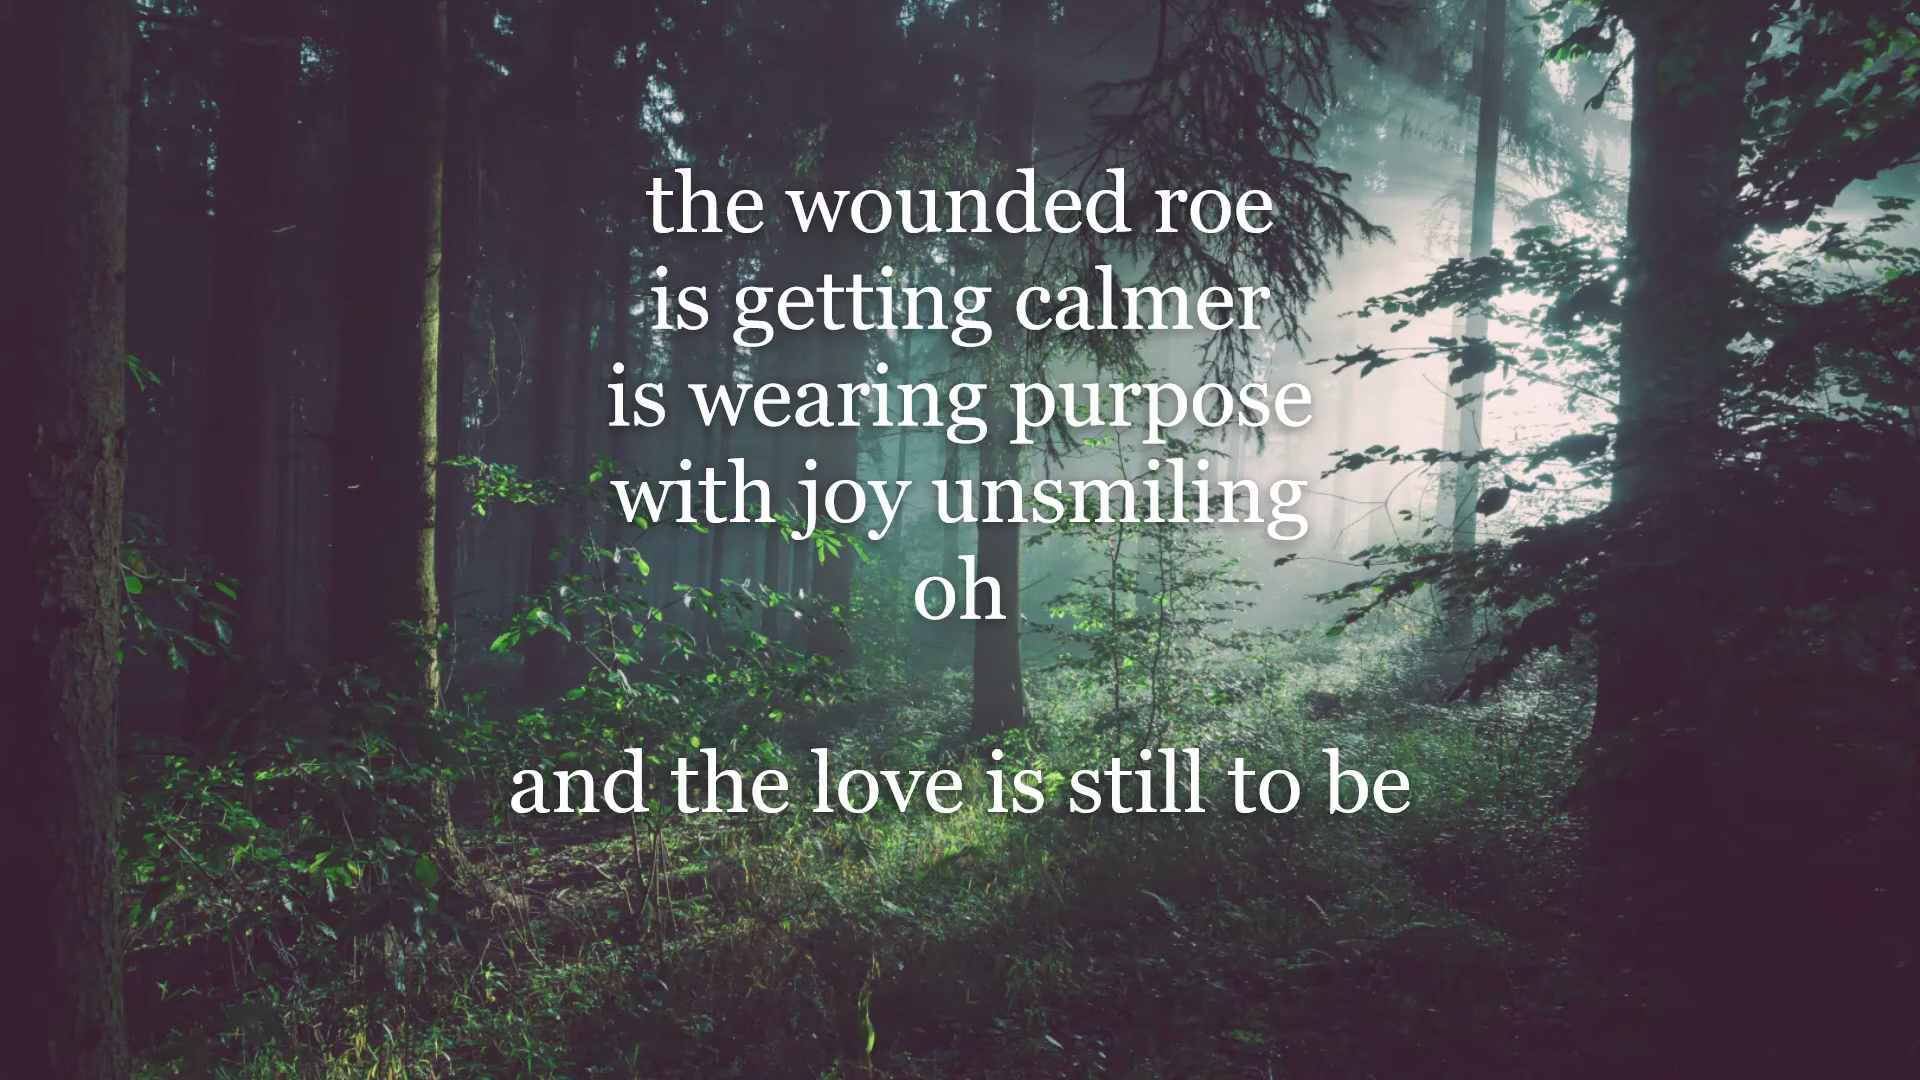 the wounded roe
is getting calmer
is wearing purpose
with joy unsmiling
oh
and the love is still to be